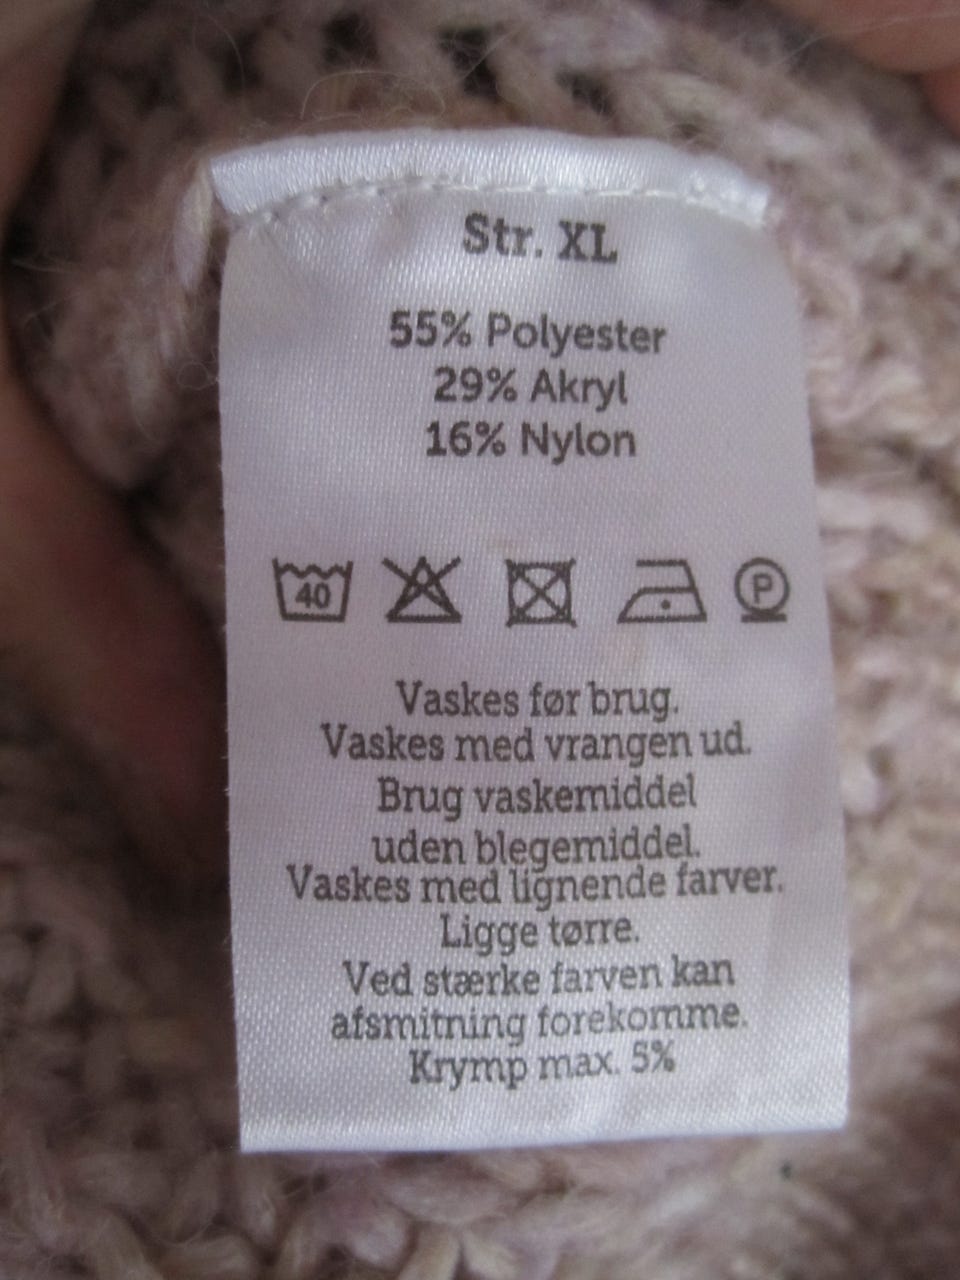 Str. XL
55% Polyester
29% Akryl
16% Nylon
40 P
Vaskes før brug.
Vaskes med vrangen ud.
Brug vaskemiddel
uden blegemiddel.
Vaskes med lignende farver.
Ligge tørre.
Ved stærke farven kan
afsmitning forekomme.
Krymp max. 5%